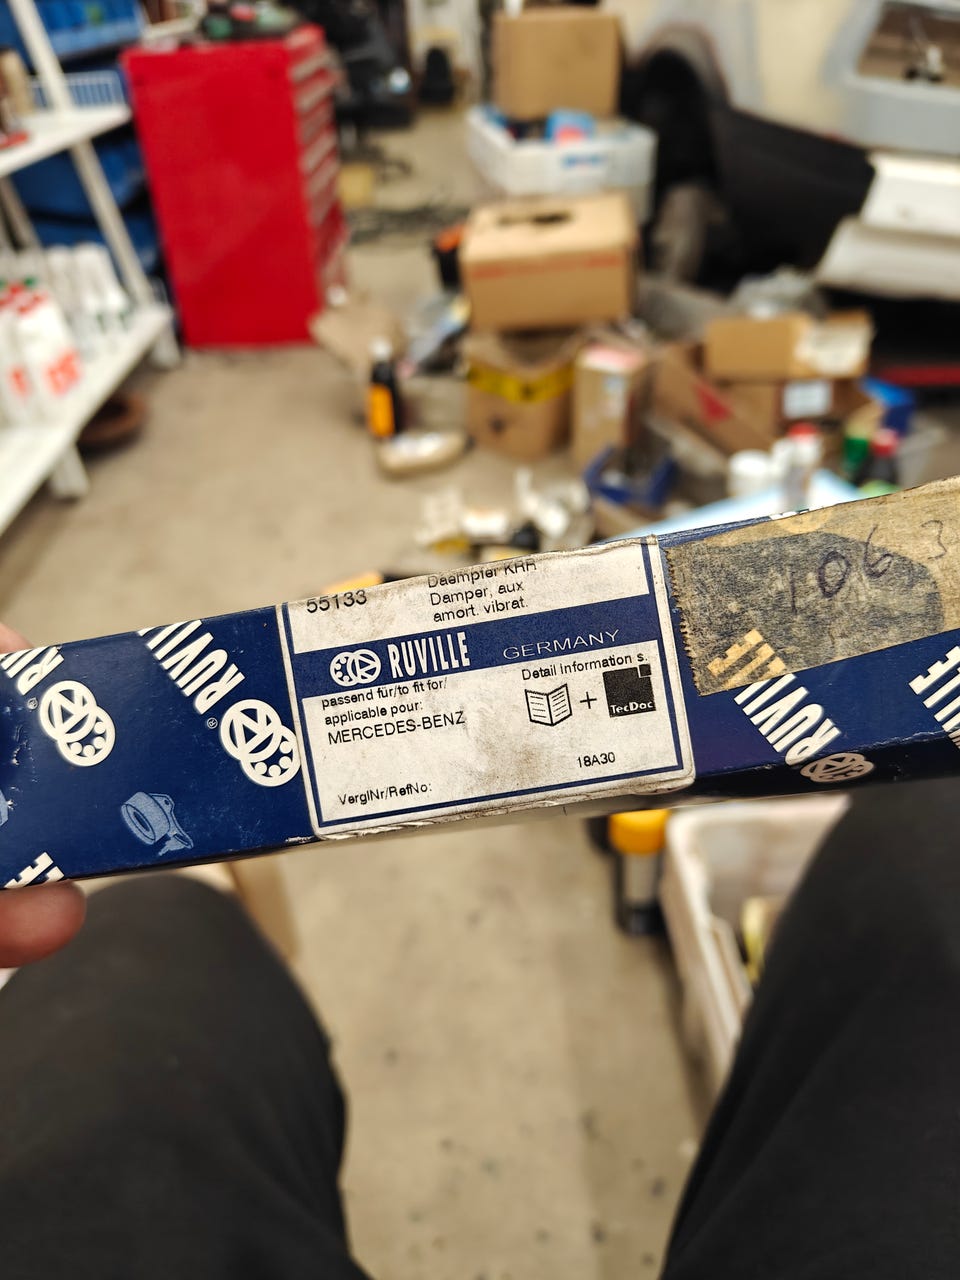 55133
Daempfer KRR
Damper, aux
amort. vibrat.
RUVILLE
GERMANY
passend für/to fit for/
applicable pour:
MERCEDES-BENZ
Detail Information s.
+
TecDoc
18A30
VerglNr/RefNo:
RUVILLE
®
RUVILLE
®
1063
RUVILLE